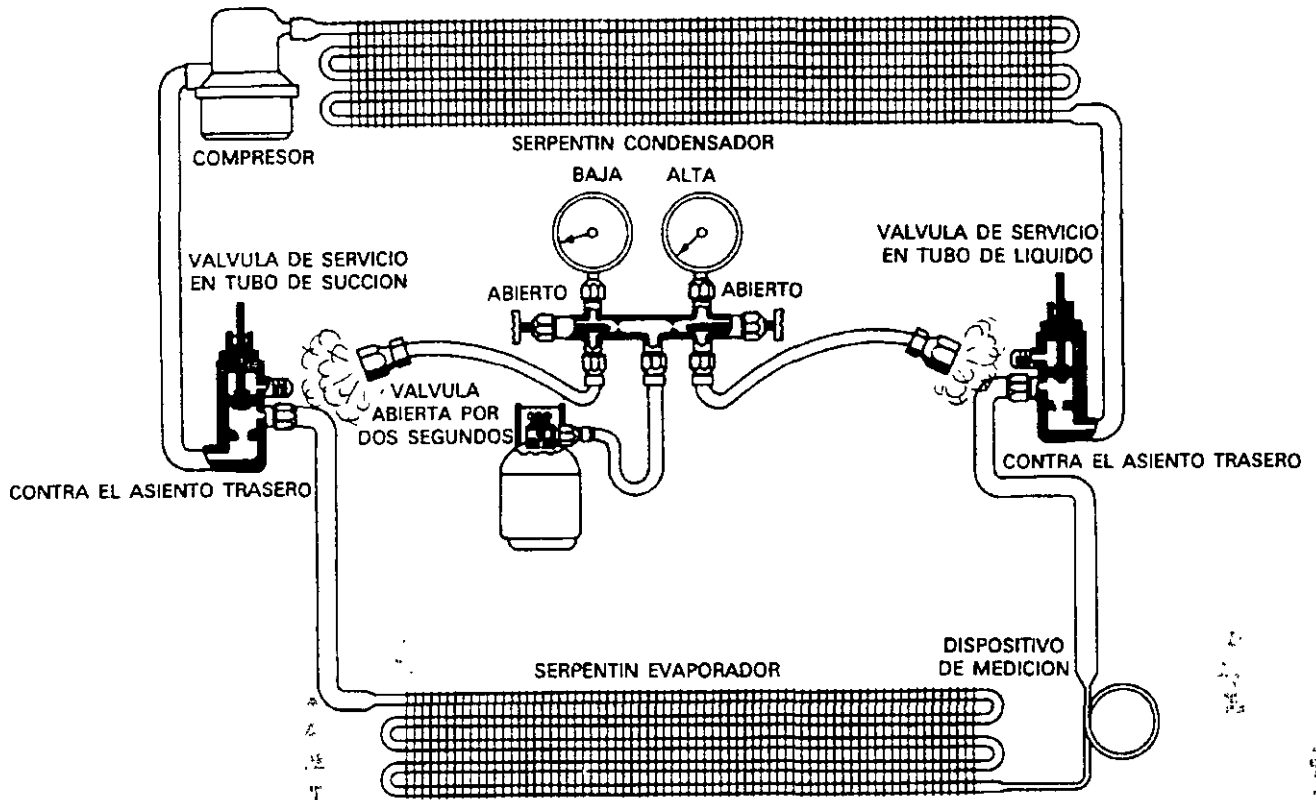 COMPRESOR
SERPENTIN CONDENSADOR
BAJA
ALTA
VALVULA DE SERVICIO
EN TUBO DE SUCCION
VALVULA DE SERVICIO
EN TUBO DE LIQUIDO
ABIERTO
ABIERTO
VALVULA
ABIERTA POR
DOS SEGUNDOS
CONTRA EL ASIENTO TRASERO
CONTRA EL ASIENTO TRASERO
SERPENTIN EVAPORADOR
DISPOSITIVO
DE MEDICION